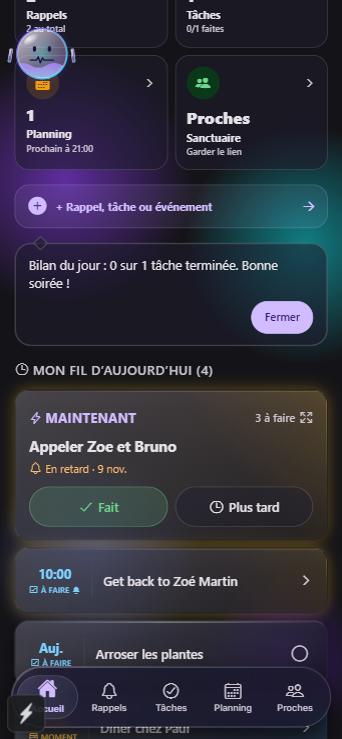 Rappels
2 au total
Tâches
0/1 faites
1
Planning
Prochain à 21:00
Proches
Sanctuaire
Garder le lien
+ Rappel, tâche ou événement
Bilan du jour : 0 sur 1 tâche terminée. Bonne
soirée !
Fermer
MON FIL D'AUJOURD'HUI (4)
MAINTENANT
3 à faire
Appeler Zoe et Bruno
En retard · 9 nov.
Fait
Plus tard
10:00
À FAIRE
Get back to Zoé Martin
Auj.
À FAIRE
Arroser les plantes
MOMENT
Dîner chez Paul
cueil
Rappels
Tâches
Planning
Proches